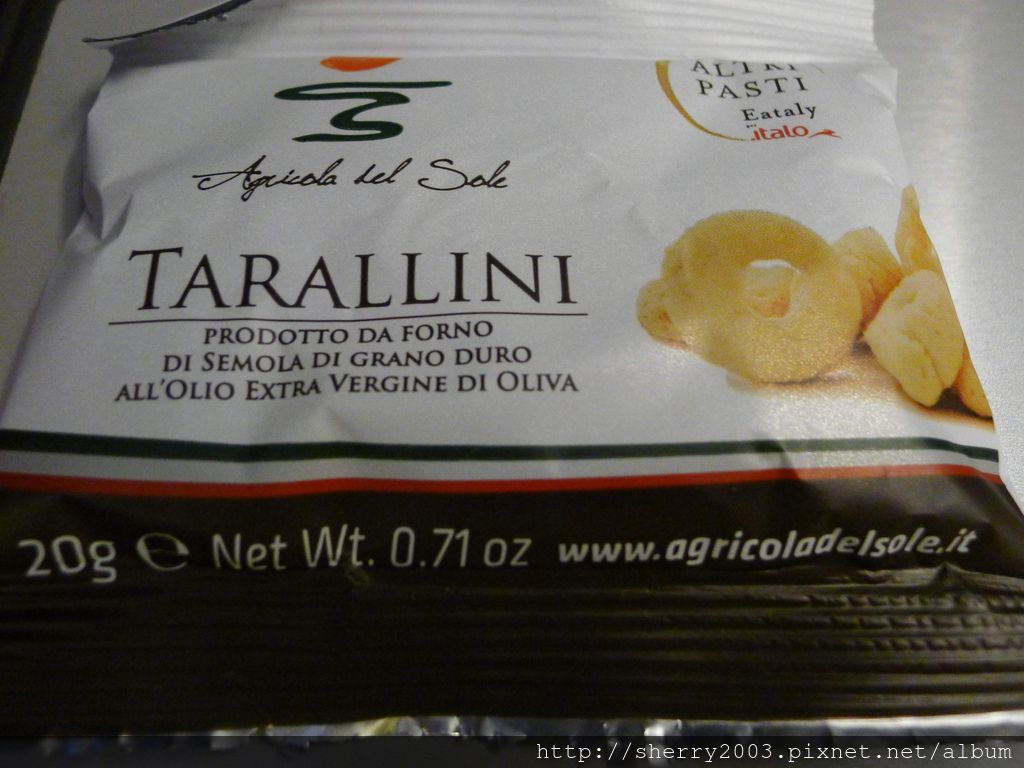 ALTRI
PASTI
Eataly
per
.italo
Agricola del Sole
TARALLINI
PRODOTTO DA FORNO
DI SEMOLA DI GRANO DURO
ALL'OLIO EXTRA VERGINE DI OLIVA
20g ℮ Net Wt. 0.71 oz www.agricoladelsole.it
http://sherry2003.pixnet.net/album